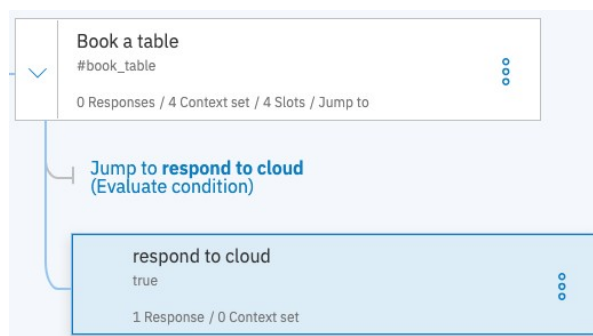 Book a table
#book_table
0 Responses / 4 Context set / 4 Slots / Jump to
Jump to respond to cloud
(Evaluate condition)
respond to cloud
true
1 Response / 0 Context set